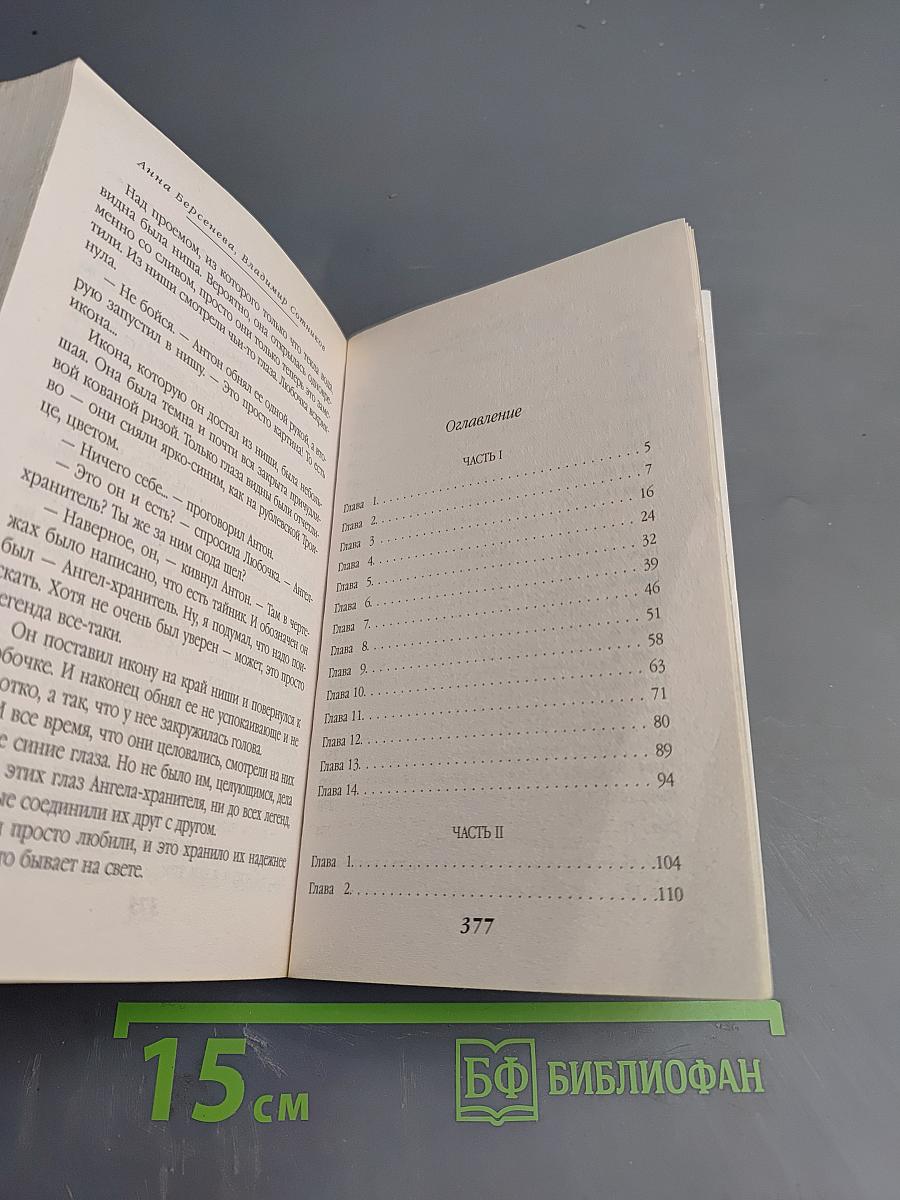 Анна Берсенева, Владимир Сотников
Над проемом, из которого только что текла вода,
видна была ниша. Вероятно, она открылась одновре-
менно со сливом, просто они только теперь это заме-
тили. Из ниши смотрели чьи-то глаза. Любочка вздрог-
нула.
— Не бойся. — Антон обнял ее одной рукой, а вто-
рую запустил в нишу. — Это просто картина! То есть
икона...
Икона, которую он достал из ниши, была неболь-
шая. Она была темна и почти вся закрыта причудли-
вой кованой ризой. Только глаза видны были отчетли-
во — они сияли ярко-синим, как на рублевской Трои-
це, цветом.
— Ничего себе... — проговорил Антон.
— Это он и есть? — спросила Любочка. — Ангел-
хранитель? Ты же за ним сюда шел?
— Наверное, он, — кивнул Антон. — Там в черте-
жах было написано, что есть тайник. И обозначен он
был — Ангел-хранитель. Ну, я подумал, что надо пои-
скать. Хотя не очень был уверен — может, это просто
легенда все-таки.
Он поставил икону на край ниши и повернулся к
Любочке. И наконец обнял ее не успокаивающе и не
кротко, а так, что у нее закружилась голова.
И все время, что они целовались, смотрели на них
синие глаза. Но не было им, целующимся, дела
этих глаз Ангела-хранителя, ни до всех легенд,
соединили их друг с другом.
просто любили, и это хранило их надежнее
бывает на свете.
Оглавление
ЧАСТЬ I
Глава 1. . . . . . . . . . . . . . . . . . . . . . . 5
Глава 2. . . . . . . . . . . . . . . . . . . . . . . 7
Глава 3 . . . . . . . . . . . . . . . . . . . . . . . 16
Глава 4. . . . . . . . . . . . . . . . . . . . . . . 24
Глава 5. . . . . . . . . . . . . . . . . . . . . . . 32
Глава 6. . . . . . . . . . . . . . . . . . . . . . . 39
Глава 7. . . . . . . . . . . . . . . . . . . . . . . 46
Глава 8. . . . . . . . . . . . . . . . . . . . . . . 51
Глава 9. . . . . . . . . . . . . . . . . . . . . . . 58
Глава 10. . . . . . . . . . . . . . . . . . . . . . . 63
Глава 11. . . . . . . . . . . . . . . . . . . . . . . 71
Глава 12. . . . . . . . . . . . . . . . . . . . . . . 80
Глава 13. . . . . . . . . . . . . . . . . . . . . . . 89
Глава 14. . . . . . . . . . . . . . . . . . . . . . . 94
ЧАСТЬ II
Глава 1. . . . . . . . . . . . . . . . . . . . . . . 104
Глава 2. . . . . . . . . . . . . . . . . . . . . . . 110
377
15 см
БФ БИБЛИОФАН